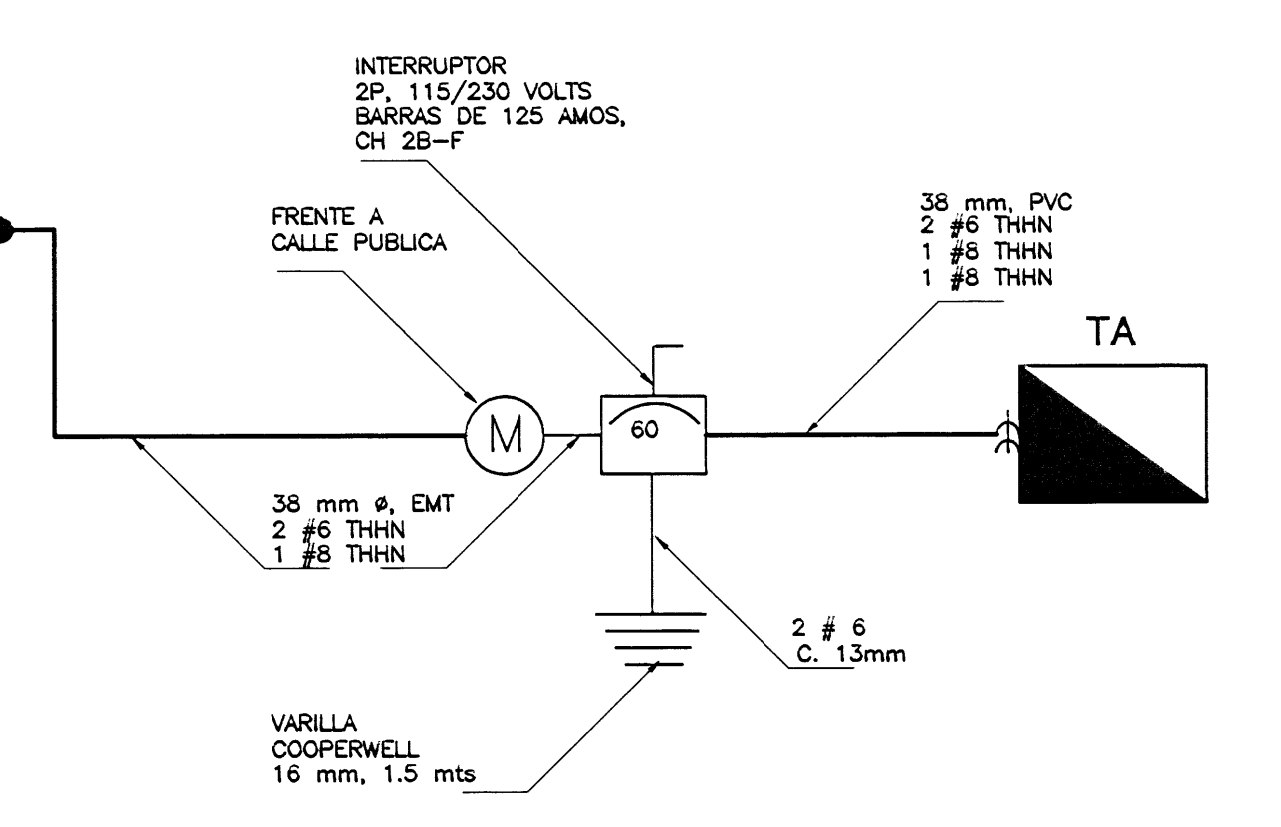 INTERRUPTOR
2P, 115/230 VOLTS
BARRAS DE 125 AMOS,
CH 2B-F
FRENTE A
CALLE PUBLICA
38 mm, PVC
2 #6 THHN
1 #8 THHN
1 #8 THHN
TA
M
60
38 mm ø, EMT
2 #6 THHN
1 #8 THHN
2 # 6
C. 13mm
VARILLA
COOPERWELL
16 mm, 1.5 mts